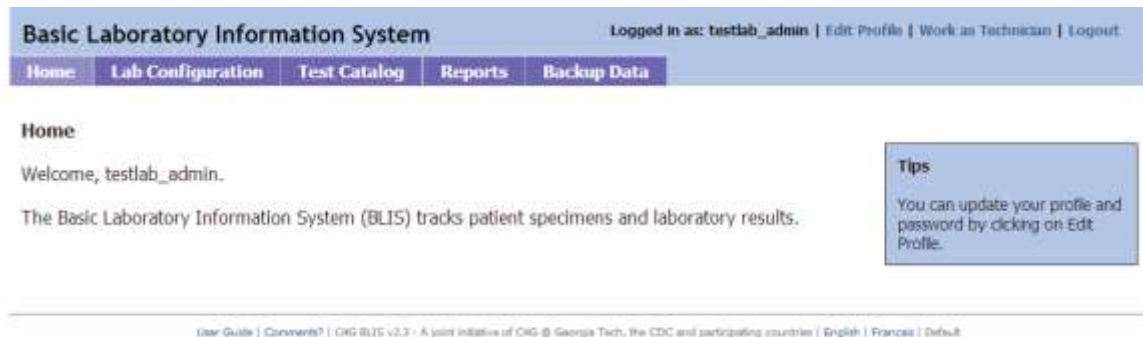 Basic Laboratory Information System
Logged in as: testlab_admin | Edit Profile | Work as Technician | Logout
Home Lab Configuration Test Catalog Reports Backup Data
Home
Welcome, testlab_admin.
The Basic Laboratory Information System (BLIS) tracks patient specimens and laboratory results.
Tips
You can update your profile and
password by clicking on Edit
Profile.
User Guide | Comments? | C4G BLIS v2.3 - A joint initiative of C4G @ Georgia Tech, the CDC and participating countries | English | Francais | Default